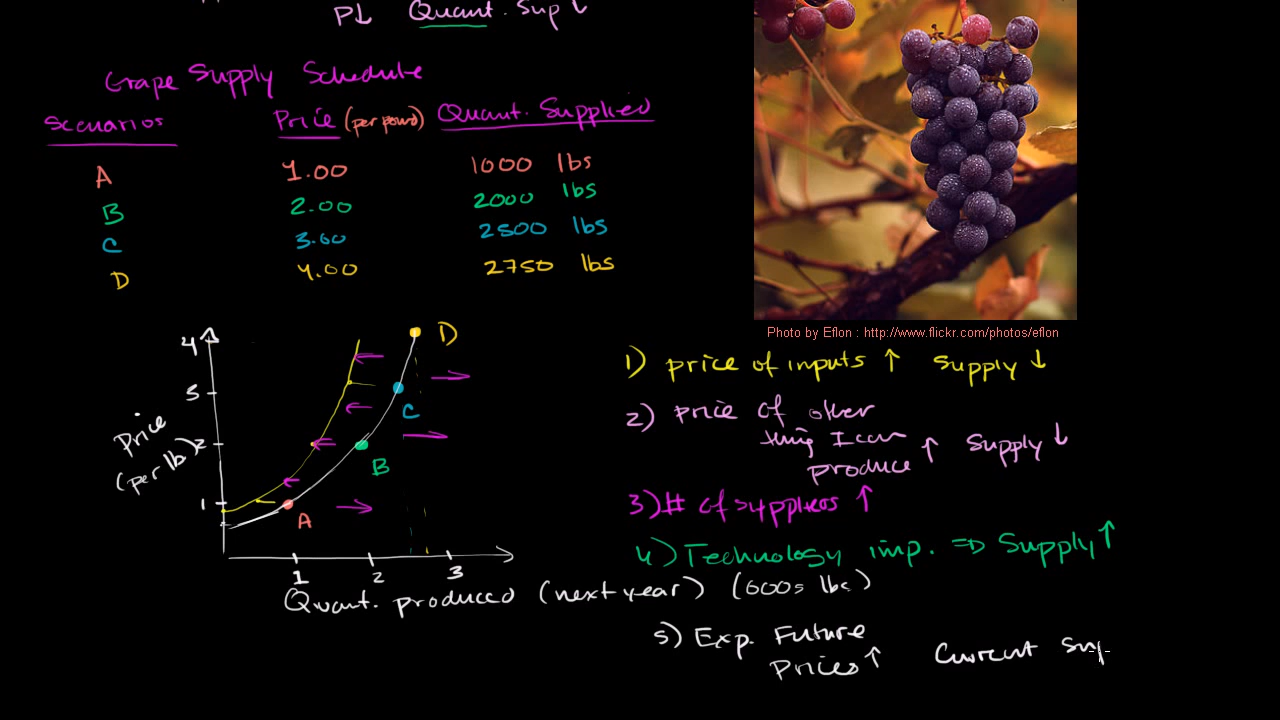 P↓ Quant. Sup ↓
Grape Supply Schedule
Scenarios Price (per pound) Quant. Supplied
A 1.00 1000 lbs
B 2.00 2000 lbs
C 3.00 2500 lbs
D 4.00 2750 lbs
Photo by Eflon : http://www.flickr.com/photos/eflon
4
3
2
1
Price
(per lb)
D
C
B
A
1 2 3
Quant. produced (next year) (000s lbs)
1) price of inputs ↑ Supply ↓
2) Price of other
thing I can
produce ↑ Supply ↓
3) # of suppliers ↑
4) Technology imp. => Supply ↑
5) Exp. Future
Prices ↑ Current Sup